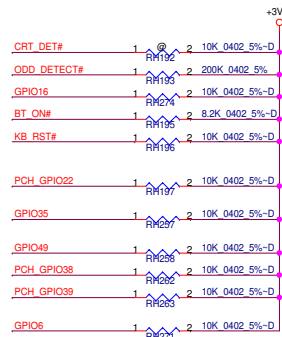 +3V
CRT_DET# 1 @ 2 10K_0402_5%~D
RH192
ODD_DETECT# 1 2 200K_0402_5%
RH193
GPIO16 1 2 10K_0402_5%~D
RH274
BT_ON# 1 2 8.2K_0402_5%~D
RH195
KB_RST# 1 2 10K_0402_5%~D
RH196
PCH_GPIO22 1 2 10K_0402_5%~D
RH197
GPIO35 1 2 10K_0402_5%~D
RH257
GPIO49 1 2 10K_0402_5%~D
RH258
PCH_GPIO38 1 2 10K_0402_5%~D
RH262
PCH_GPIO39 1 2 10K_0402_5%~D
RH263
GPIO6 1 2 10K_0402_5%~D